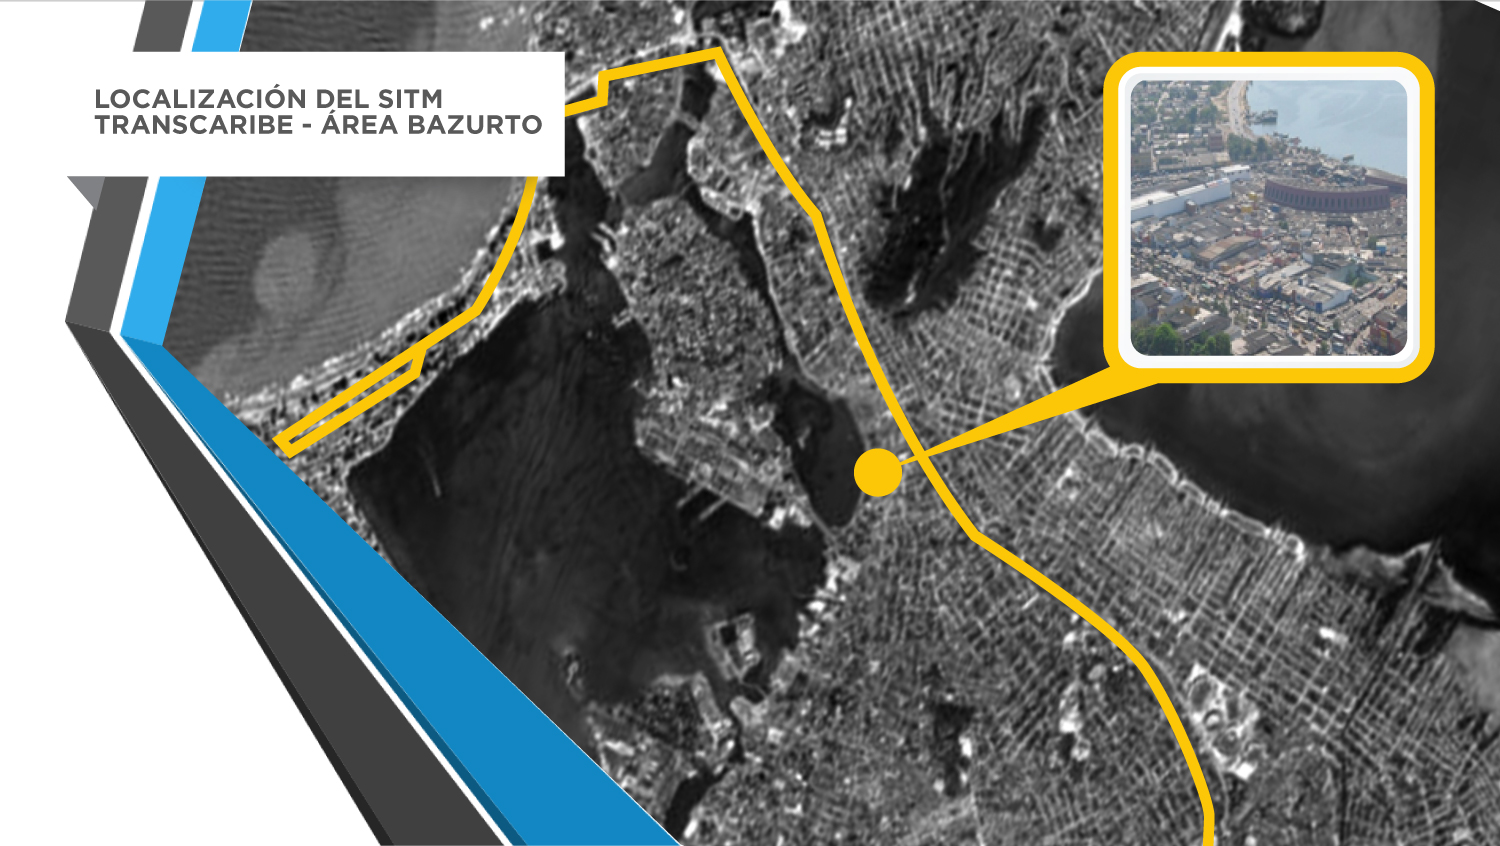 LOCALIZACIÓN DEL SITM
TRANSCARIBE - ÁREA BAZURTO